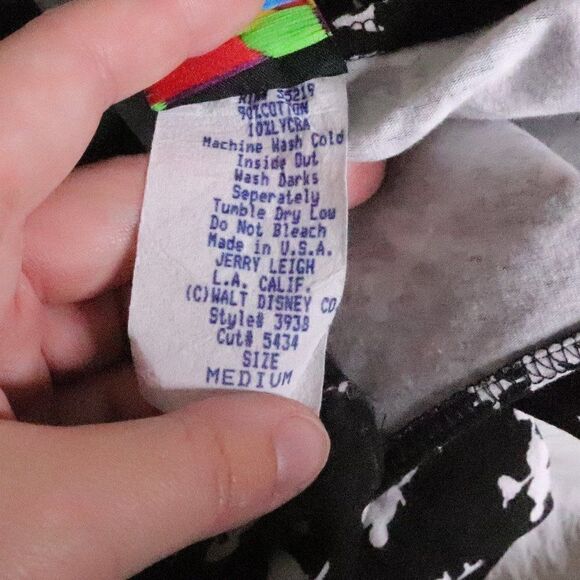 90%COTTON
10%LYCRA
Machine Wash Cold
Inside Out
Wash Darks
Seperately
Tumble Dry Low
Do Not Bleach
Made in U.S.A.
JERRY LEIGH
L.A. CALIF.
(C)WALT DISNEY CO
Style# 3938
Cut# 5434
SIZE
MEDIUM